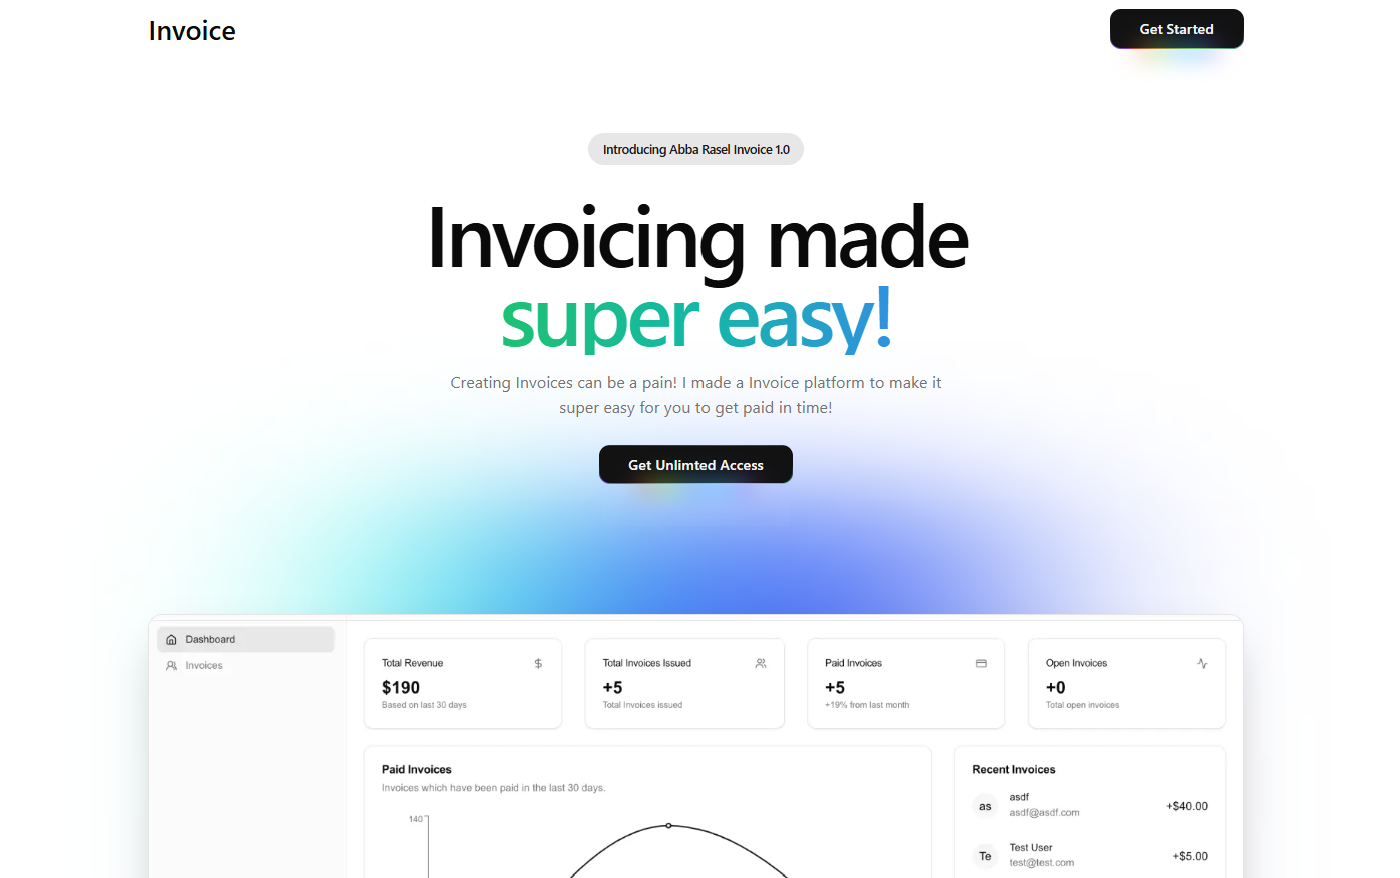 Invoice
Get Started
Introducing Abba Rasel Invoice 1.0
Invoicing made
super easy!
Creating Invoices can be a pain! I made a Invoice platform to make it
super easy for you to get paid in time!
Get Unlimted Access
Dashboard
Invoices
Total Revenue
$190
Based on last 30 days
Total Invoices Issued
+5
Total Invoices issued
Paid Invoices
+5
+19% from last month
Open Invoices
+0
Total open invoices
Paid Invoices
Invoices which have been paid in the last 30 days.
140
Recent Invoices
as
asdf
asdf@asdf.com
+$40.00
Te
Test User
test@test.com
+$5.00